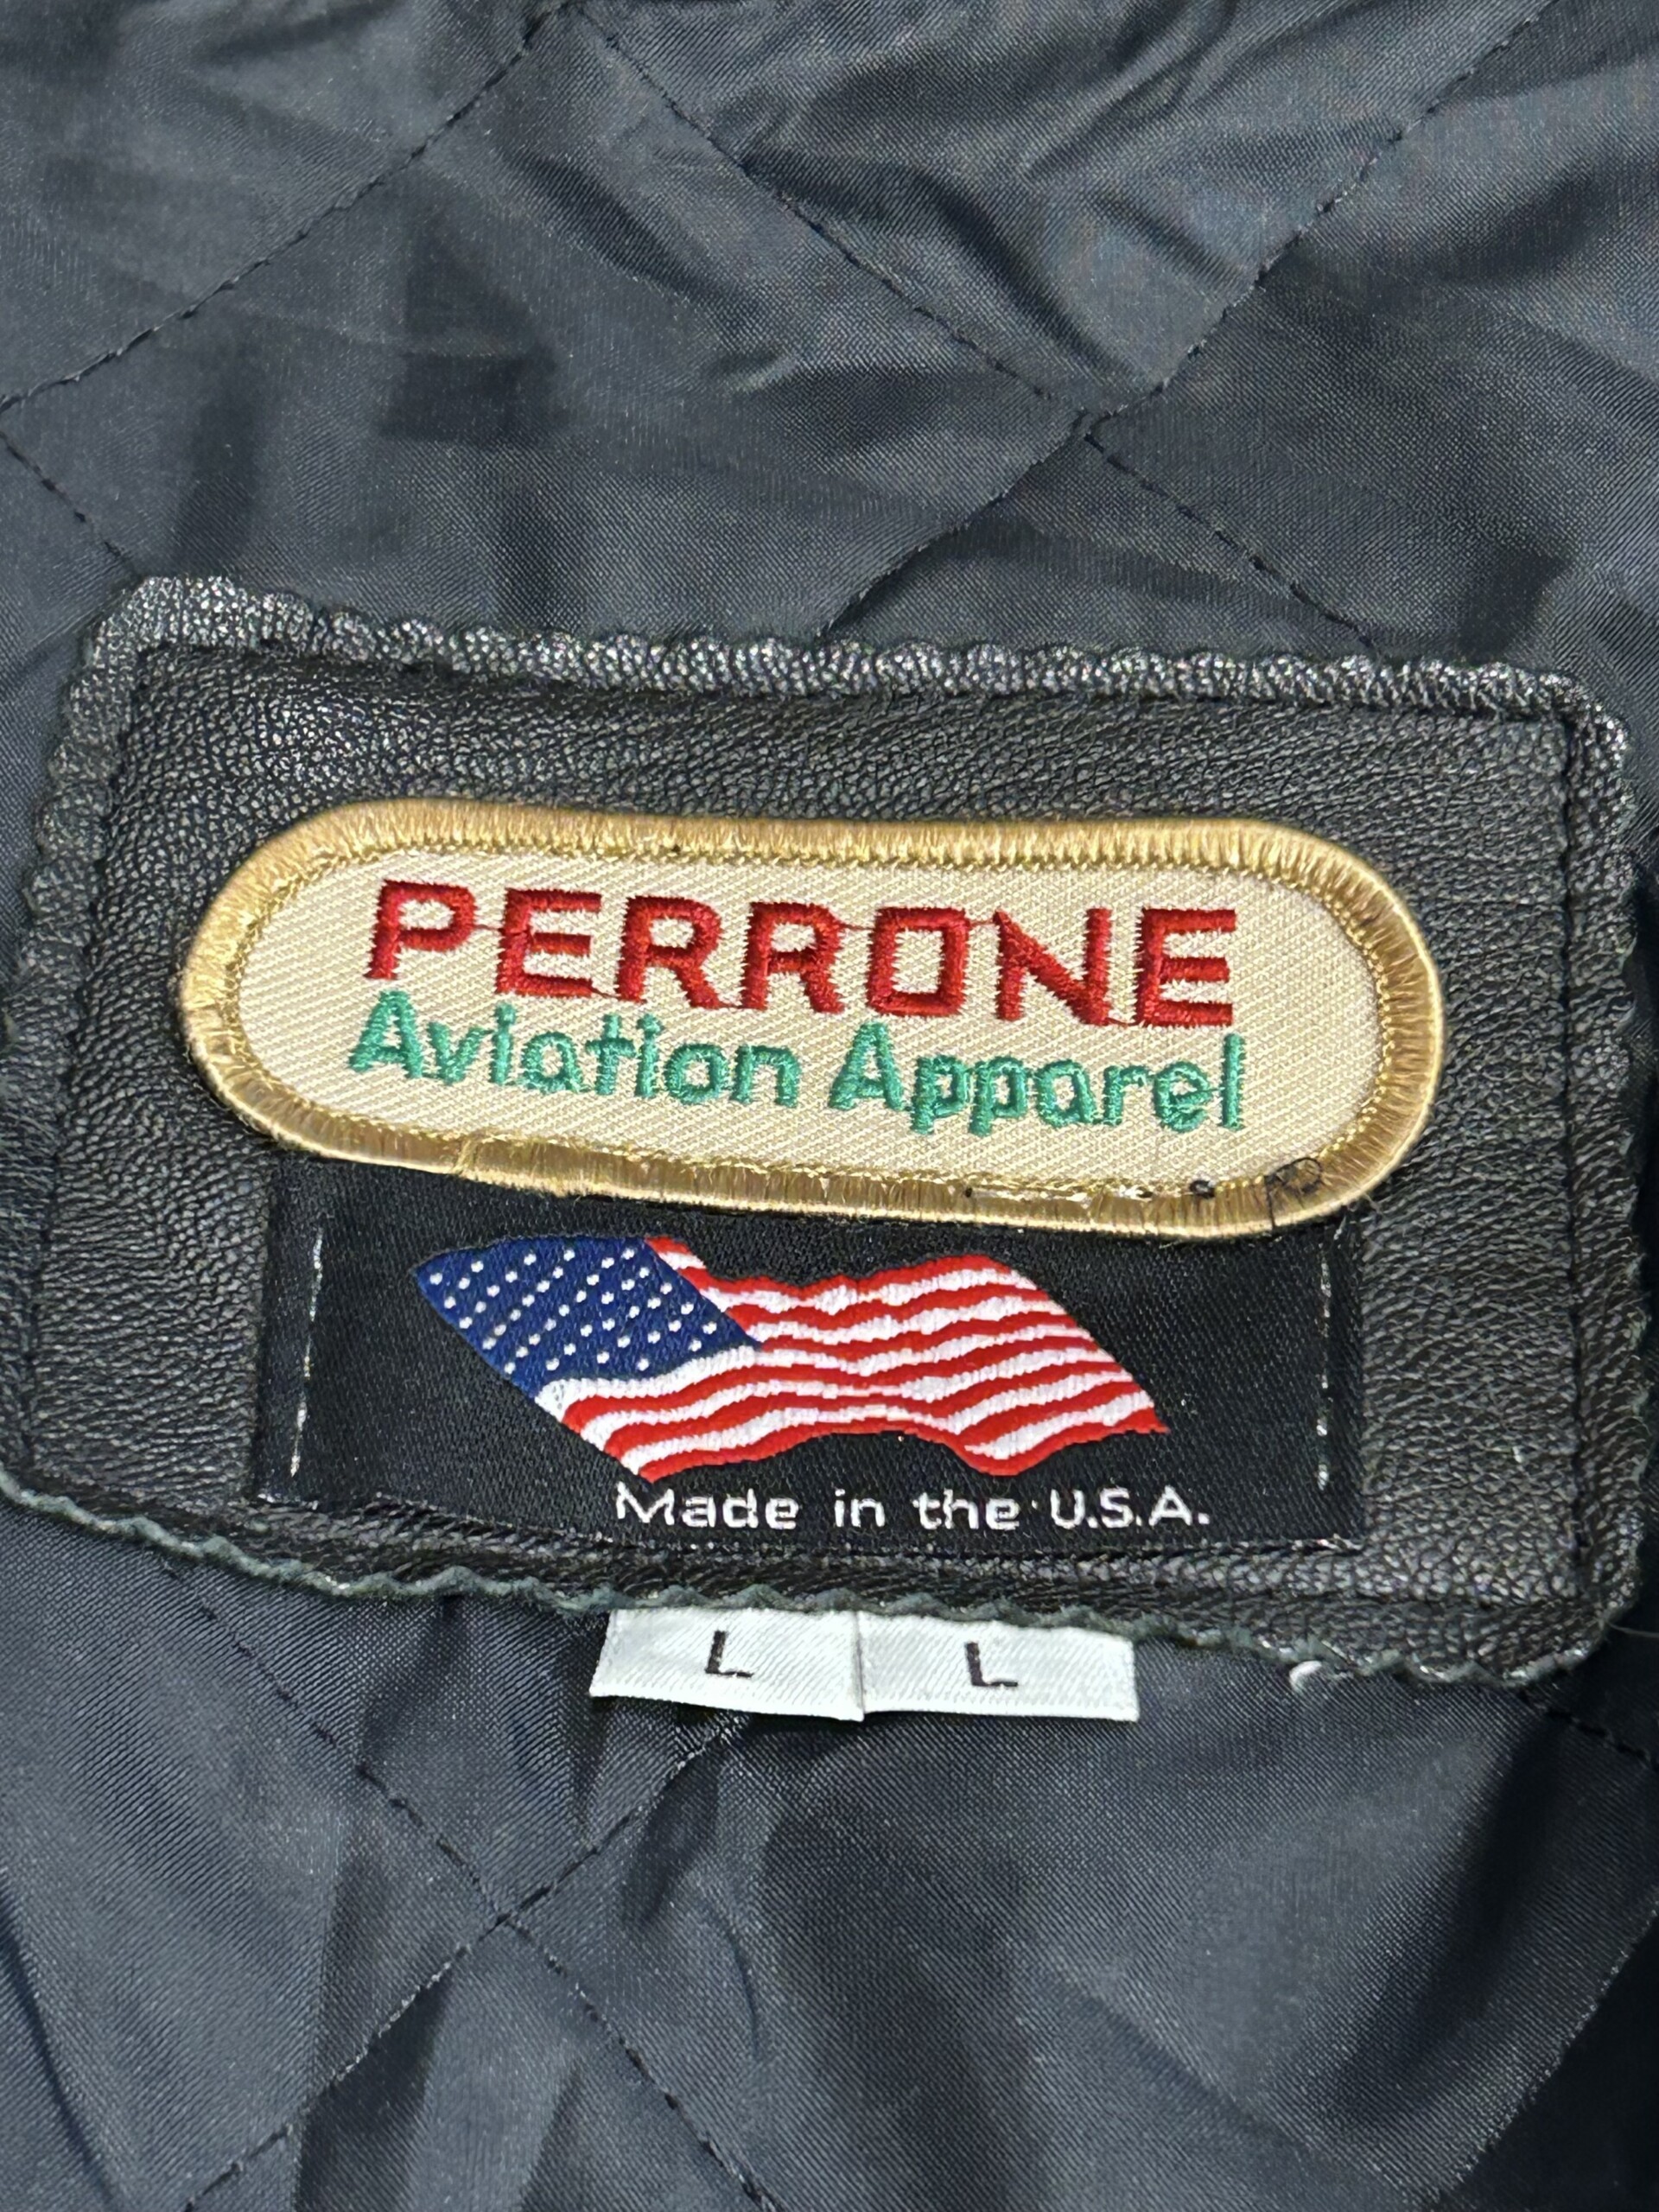 PERRONE
Aviation Apparel
Made in the U.S.A.
L L